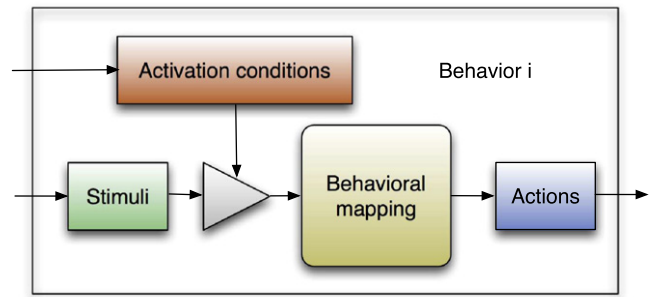 Activation conditions
Behavior i
Stimuli
Behavioral
mapping
Actions